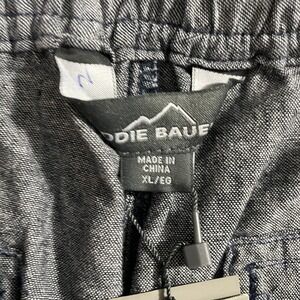 DDIE BAUE
MADE IN
CHINA
XL/EG